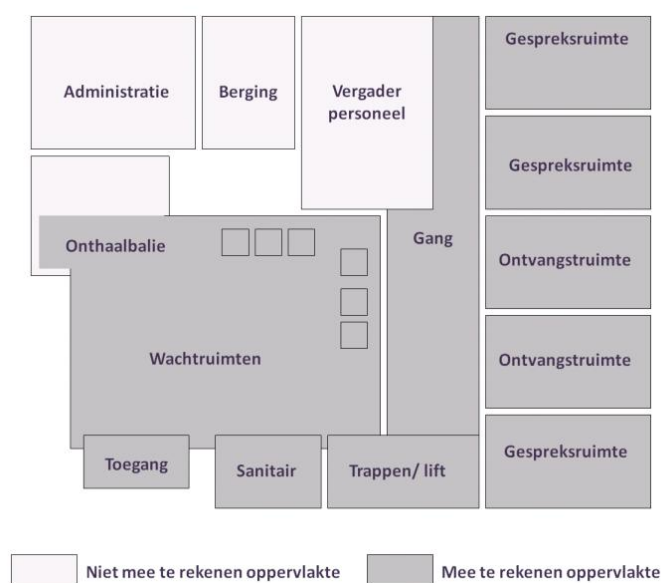 Gespreksruimte
Administratie
Berging
Vergader
personeel
Gespreksruimte
Onthaalbalie
Gang
Ontvangstruimte
Wachtruimten
Ontvangstruimte
Toegang
Sanitair
Trappen/ lift
Gespreksruimte
Niet mee te rekenen oppervlakte
Mee te rekenen oppervlakte